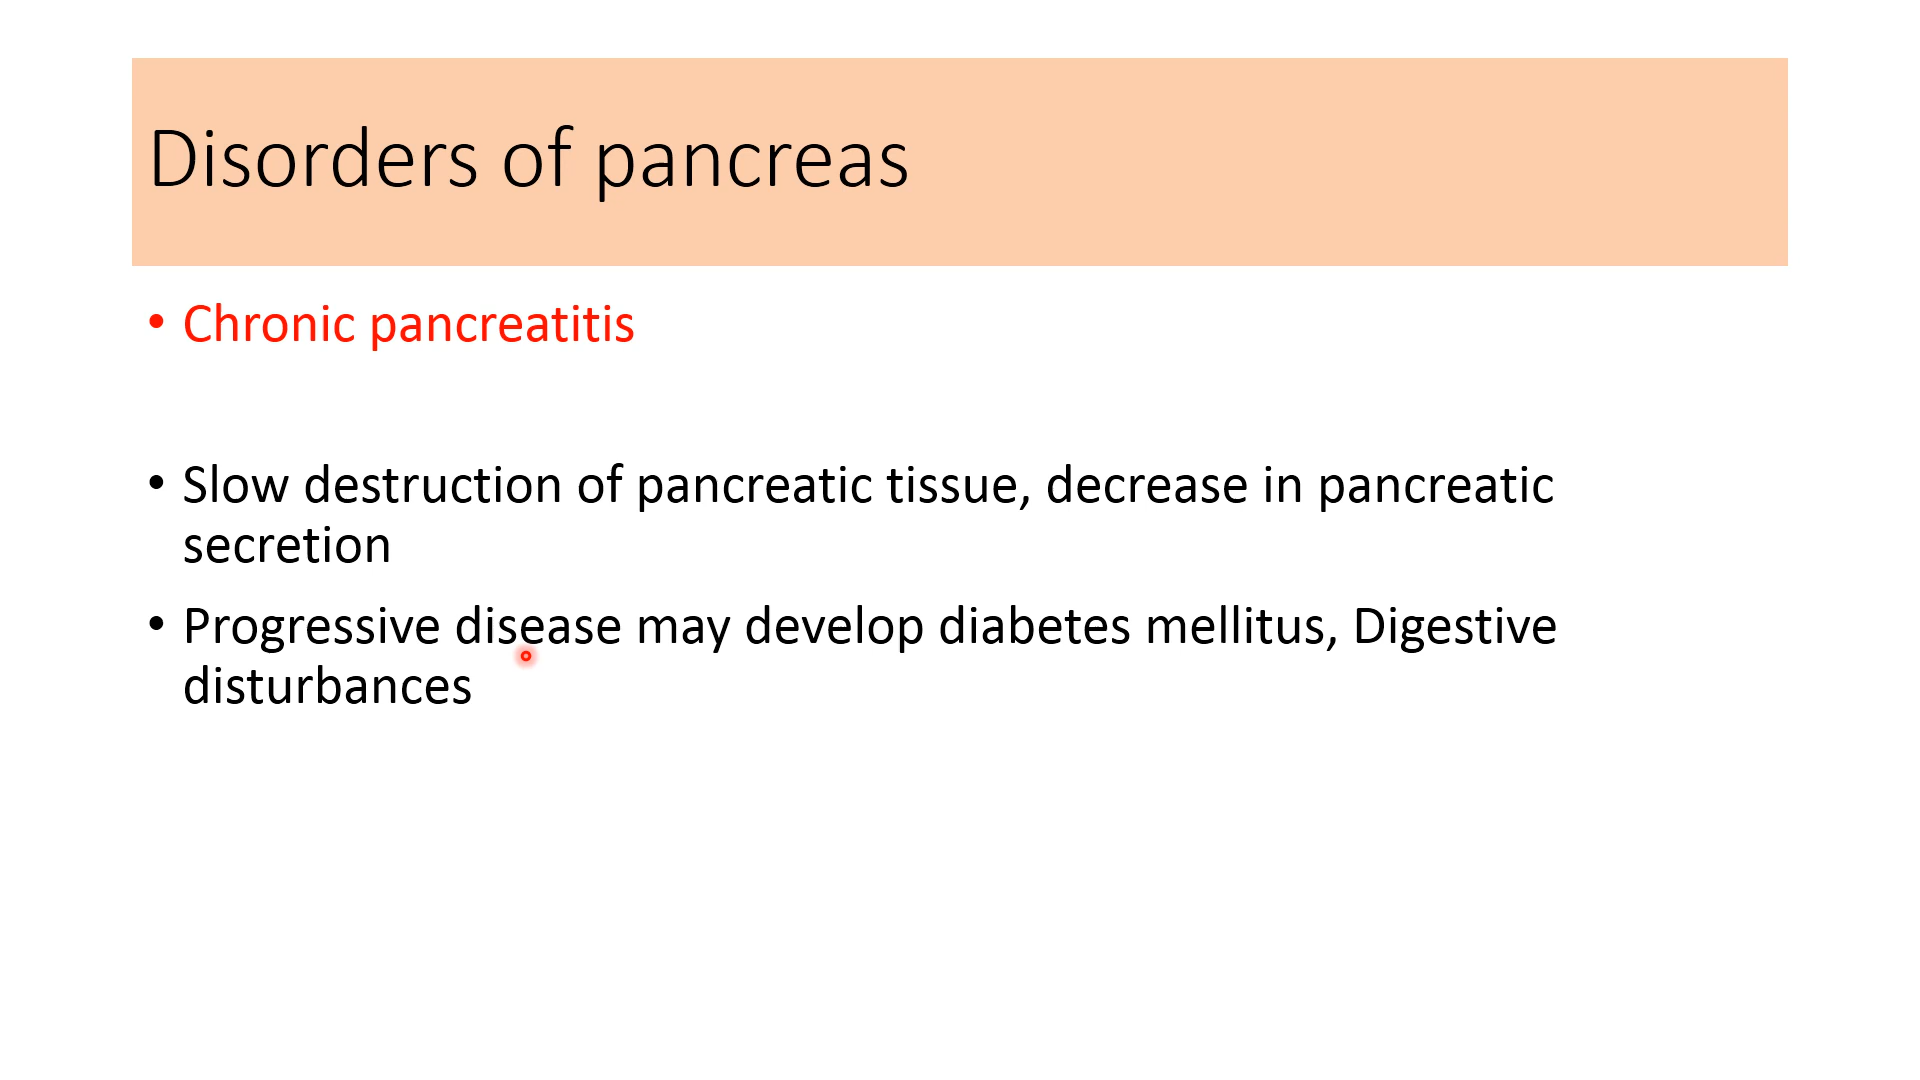 Disorders of pancreas
• Chronic pancreatitis
• Slow destruction of pancreatic tissue, decrease in pancreatic
secretion
• Progressive disease may develop diabetes mellitus, Digestive
disturbances